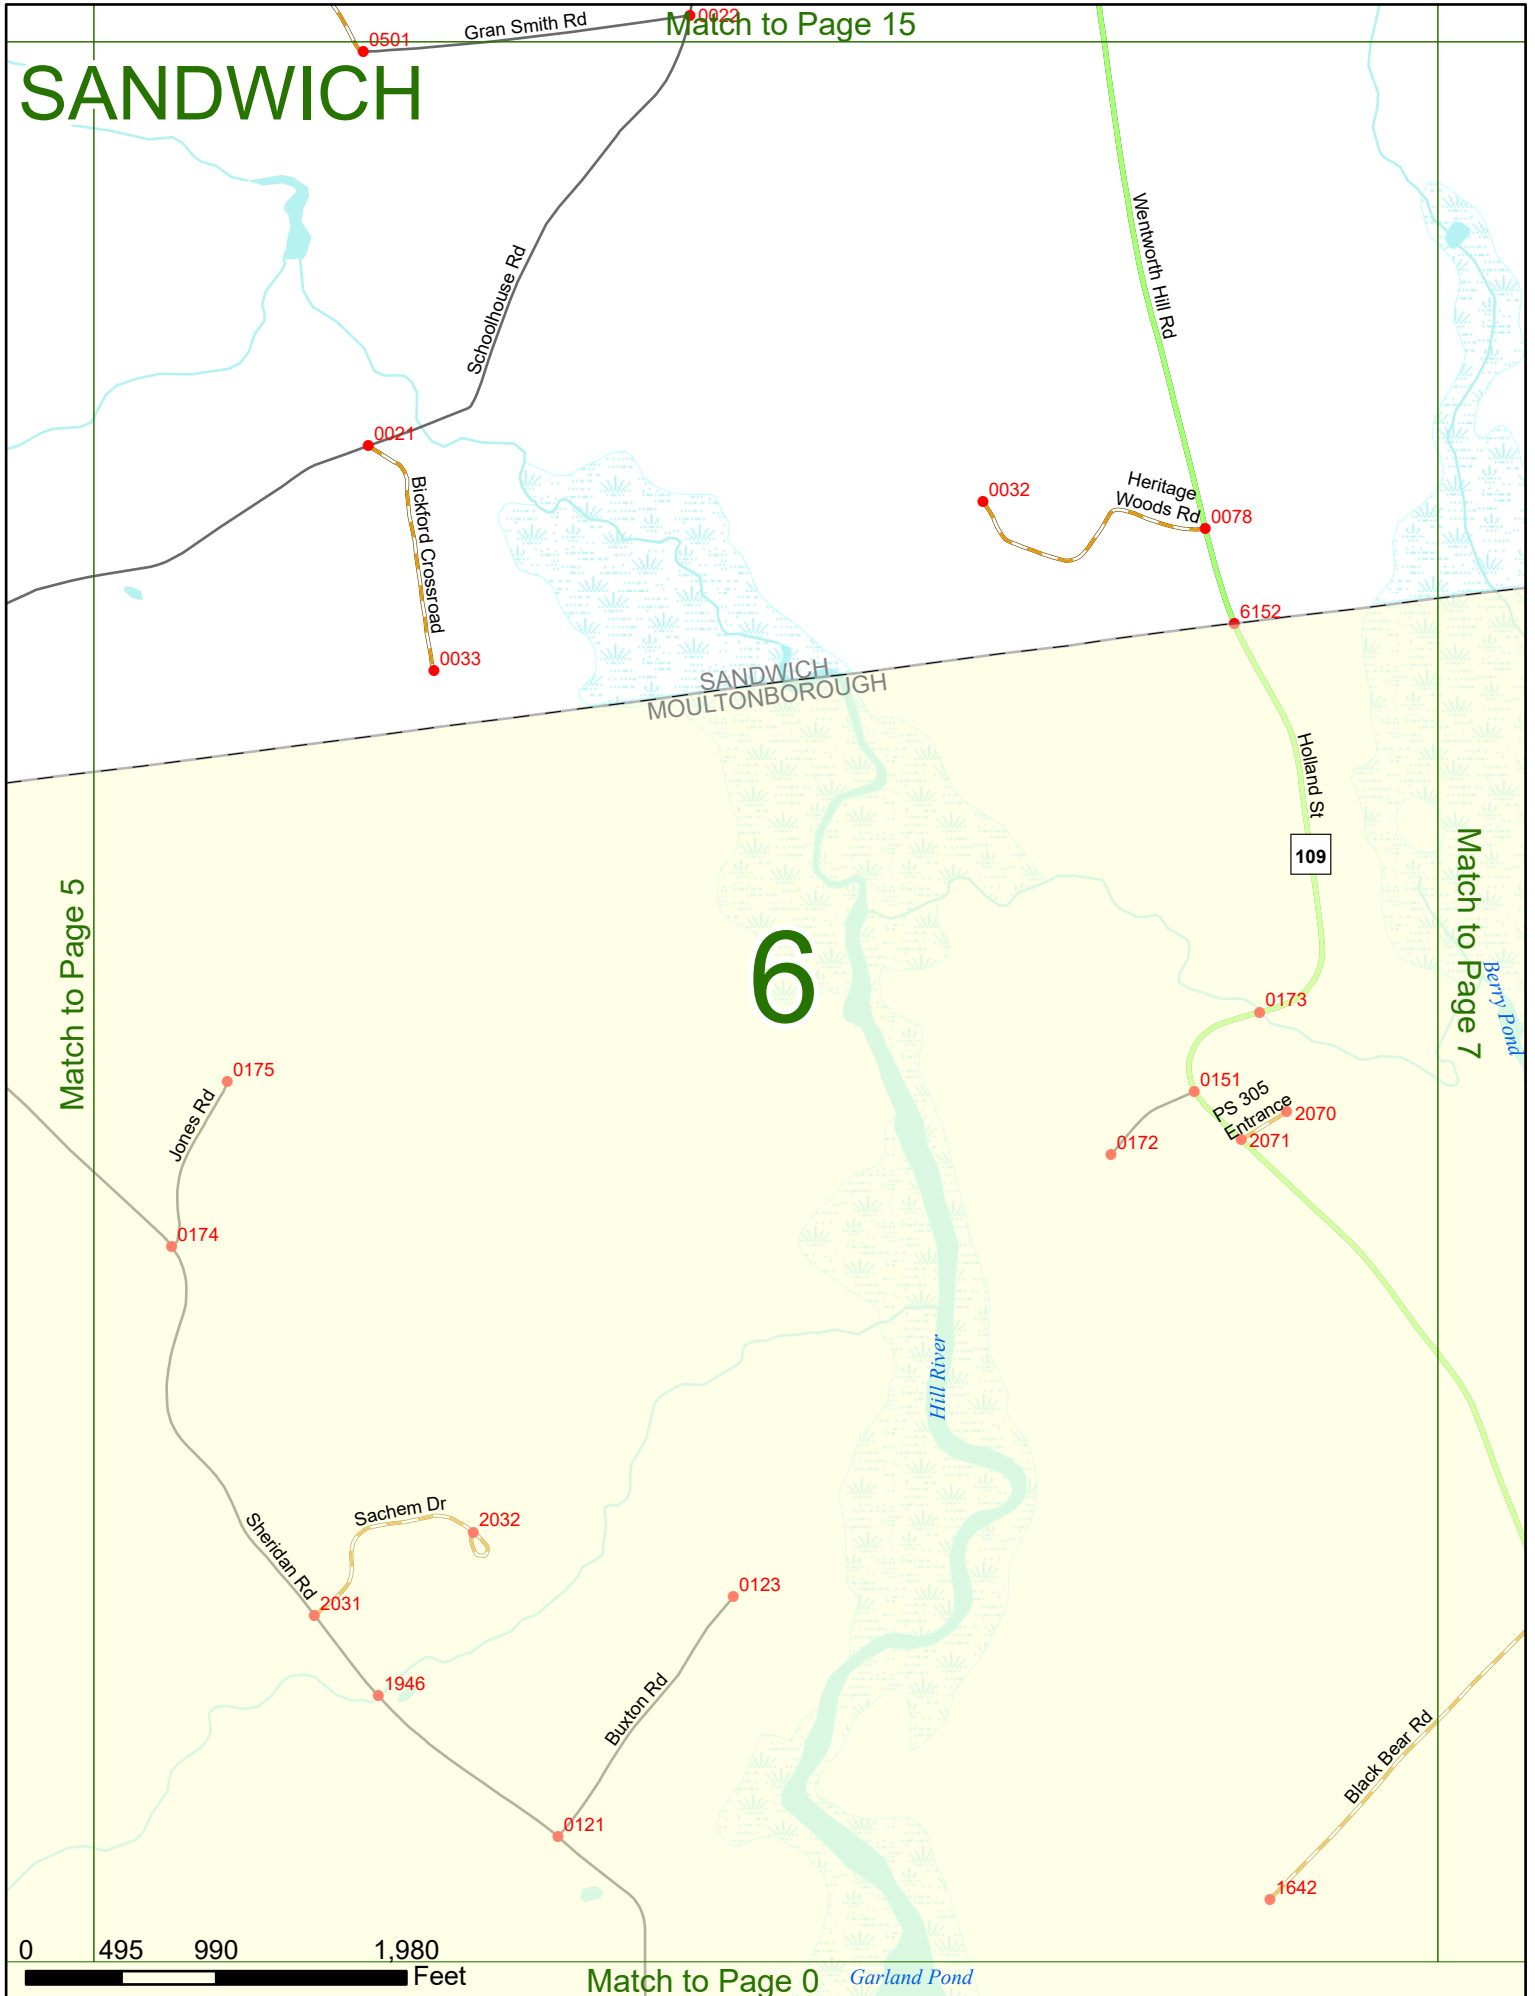 Gran Smith Rd
0022
Match to Page 15
0501
SANDWICH
Wentworth Hill Rd
Schoolhouse Rd
0021
Bickford Crossroad
0032
Heritage
Woods Rd
0078
6152
0033
SANDWICH
MOULTONBOROUGH
Holland St
109
Match to Page 5
6
Match to Page 7
Berry Pond
0173
0175
Jones Rd
0151
PS 305
Entrance
2070
2071
0172
0174
Hill River
Sachem Dr
2032
Sheridan Rd
2031
0123
1946
Buxton Rd
Black Bear Rd
0121
1642
0 495 990 1,980
Feet
Match to Page 0
Garland Pond